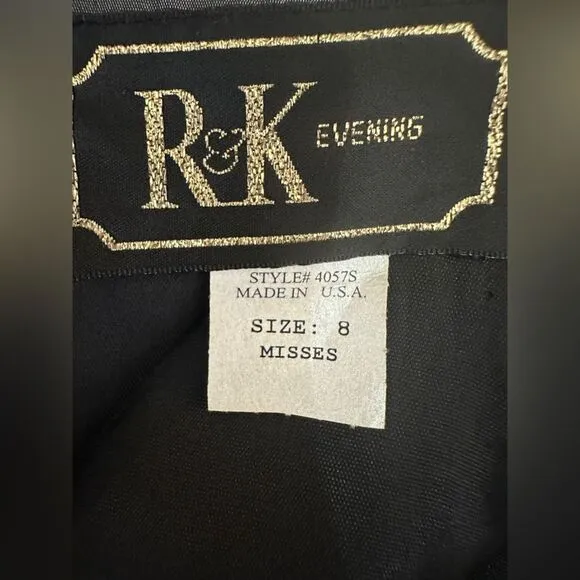 R&K EVENING
STYLE# 4057S
MADE IN U.S.A.
SIZE: 8
MISSES